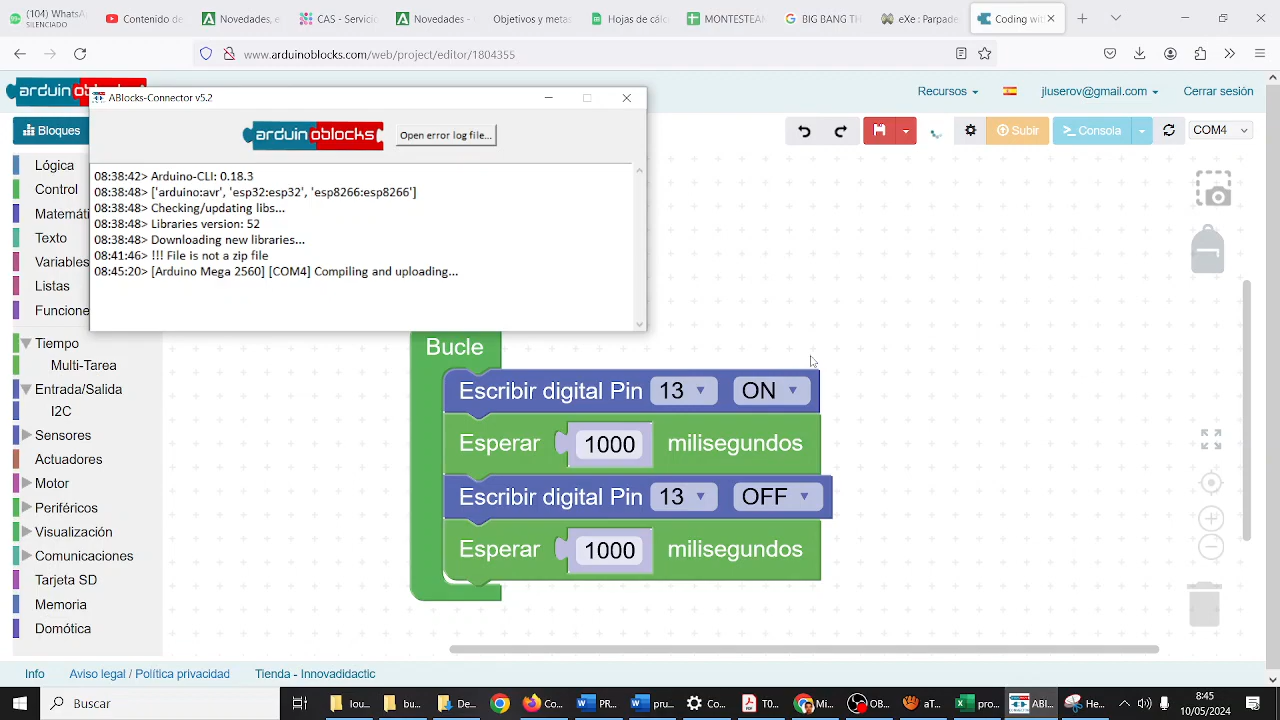 (104) WhatsA
SILENCIADO
Contenido
Novedades, e
CAS - Servic
Novedades
Objetivos y metas
Hojas de cálc
MONTESTEAN
BIG BANG TH
eXe : Parpade
Coding wit
www.arduinoblocks.com/web/project/editor/1804355
Recursos
jluserov@gmail.com
Cerrar sesión
ABlocks-Connector v5.2
arduinoblocks
Open error log file...
Bloques
Subir
Consola
COM4
08:38:42> Arduino-CLI: 0.18.3
08:38:48> ['arduino:avr', 'esp32:esp32', 'esp8266:esp8266']
08:38:48> Checking/updating libs...
08:38:48> Libraries version: 52
08:38:48> Downloading new libraries...
08:41:46> !!! File is not a zip file
08:45:20> [Arduino Mega 2560] [COM4] Compiling and uploading...
Lógica
Control
Matemáti
Texto
Variables
Listas
Funcione
Tiempo
Multi-Tarea
Entrada/Salida
I2C
Sensores
Actuadores
Motor
Periféricos
Visualización
Comunicaciones
Tarjeta SD
Memoria
Domótica
Bucle
Escribir digital Pin 13 ON
Esperar 1000 milisegundos
Escribir digital Pin 13 OFF
Esperar 1000 milisegundos
Info
Aviso legal / Política privacidad
Tienda - Innovadidactic
Buscar
8:45
10/05/2024